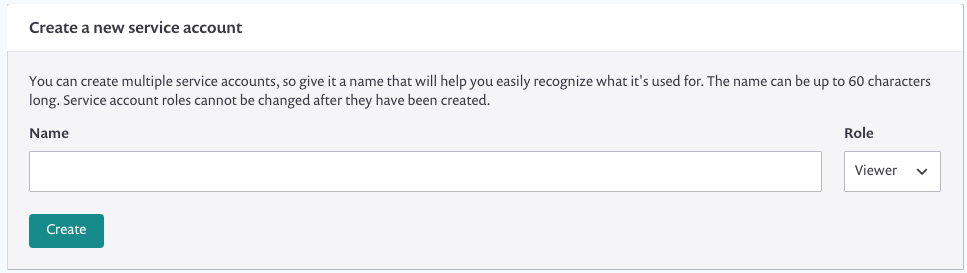 Create a new service account
You can create multiple service accounts, so give it a name that will help you easily recognize what it's used for. The name can be up to 60 characters
long. Service account roles cannot be changed after they have been created.
Name
Role
Viewer
Create